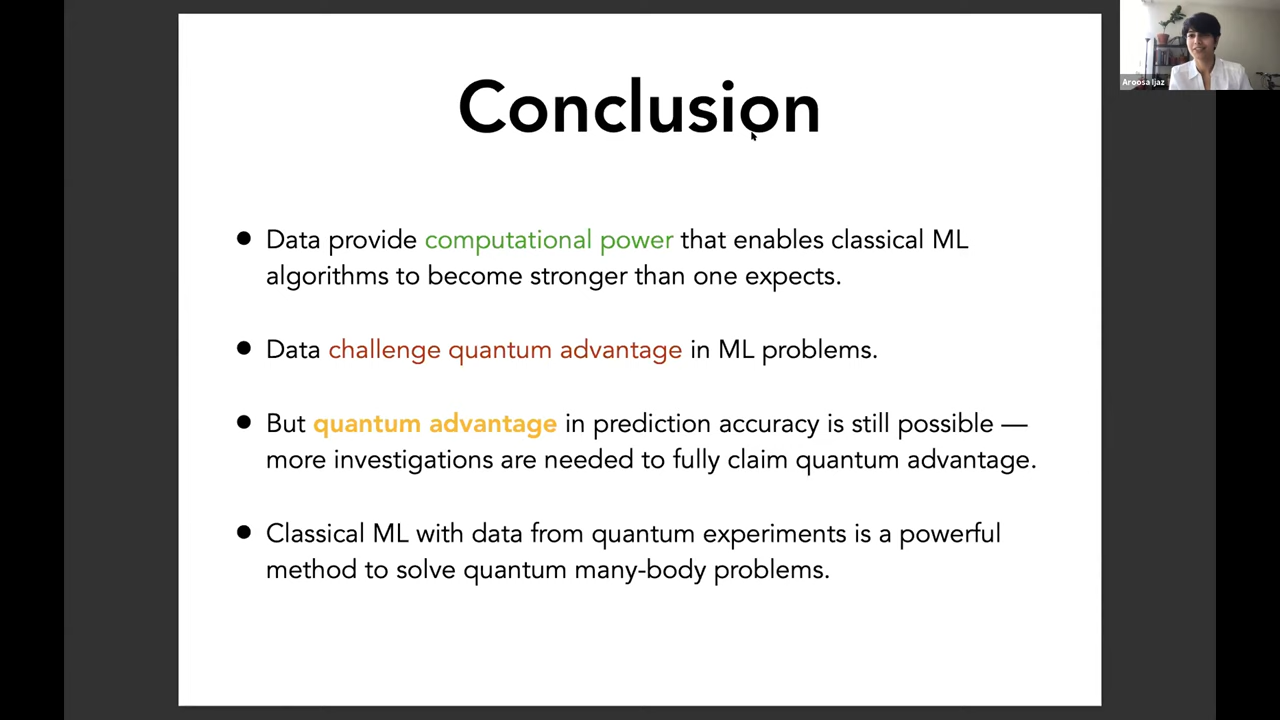 Conclusion
Aroosa Ijaz
● Data provide computational power that enables classical ML
algorithms to become stronger than one expects.
● Data challenge quantum advantage in ML problems.
● But quantum advantage in prediction accuracy is still possible —
more investigations are needed to fully claim quantum advantage.
● Classical ML with data from quantum experiments is a powerful
method to solve quantum many-body problems.